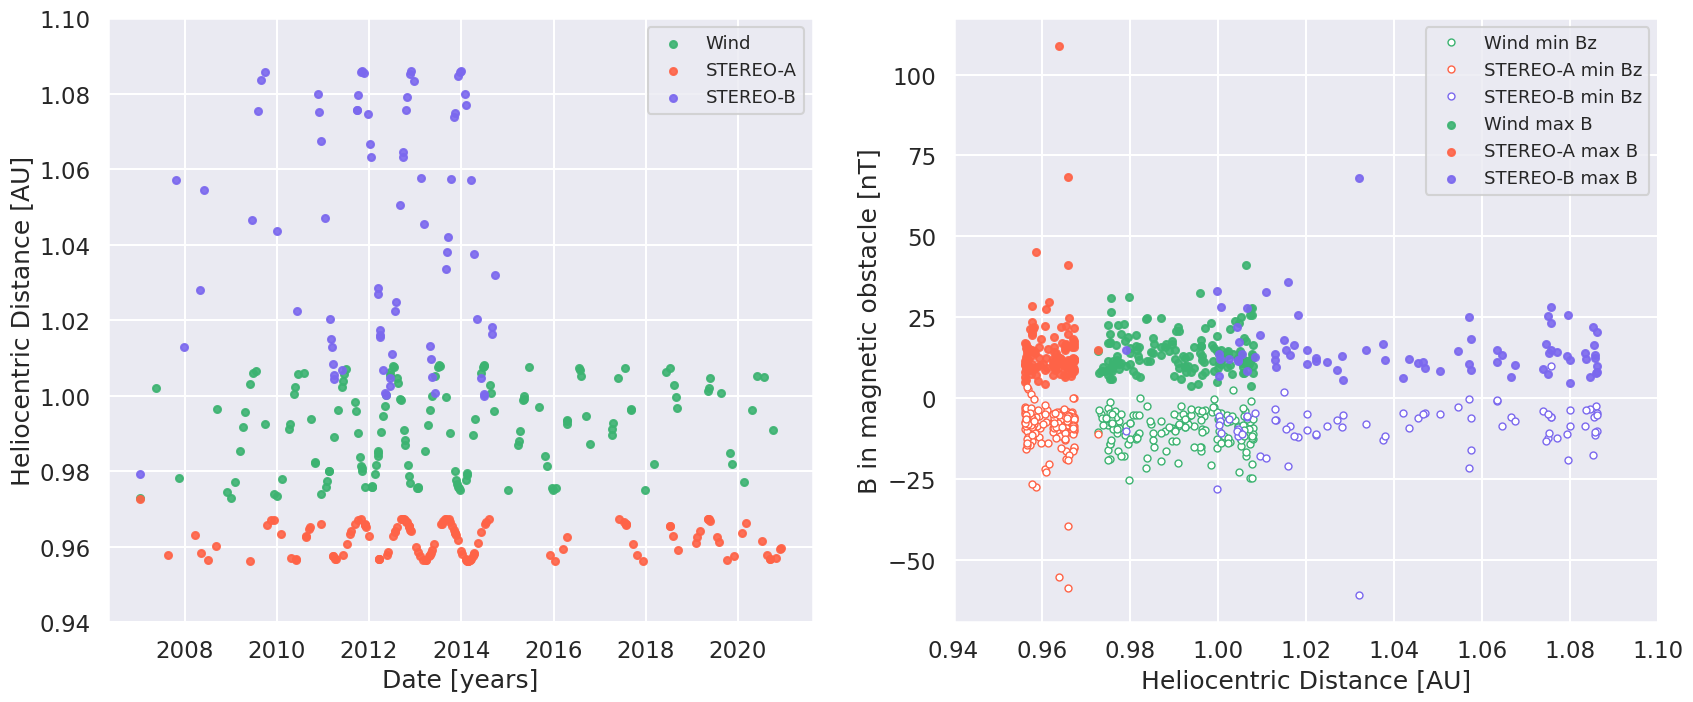 1.10
1.08
1.06
1.04
1.02
1.00
0.98
0.96
0.94
Heliocentric Distance [AU]
2008 2010 2012 2014 2016 2018 2020
Date [years]
Wind
STEREO-A
STEREO-B
100
75
50
25
0
−25
−50
B in magnetic obstacle [nT]
0.94 0.96 0.98 1.00 1.02 1.04 1.06 1.08 1.10
Heliocentric Distance [AU]
Wind min Bz
STEREO-A min Bz
STEREO-B min Bz
Wind max B
STEREO-A max B
STEREO-B max B